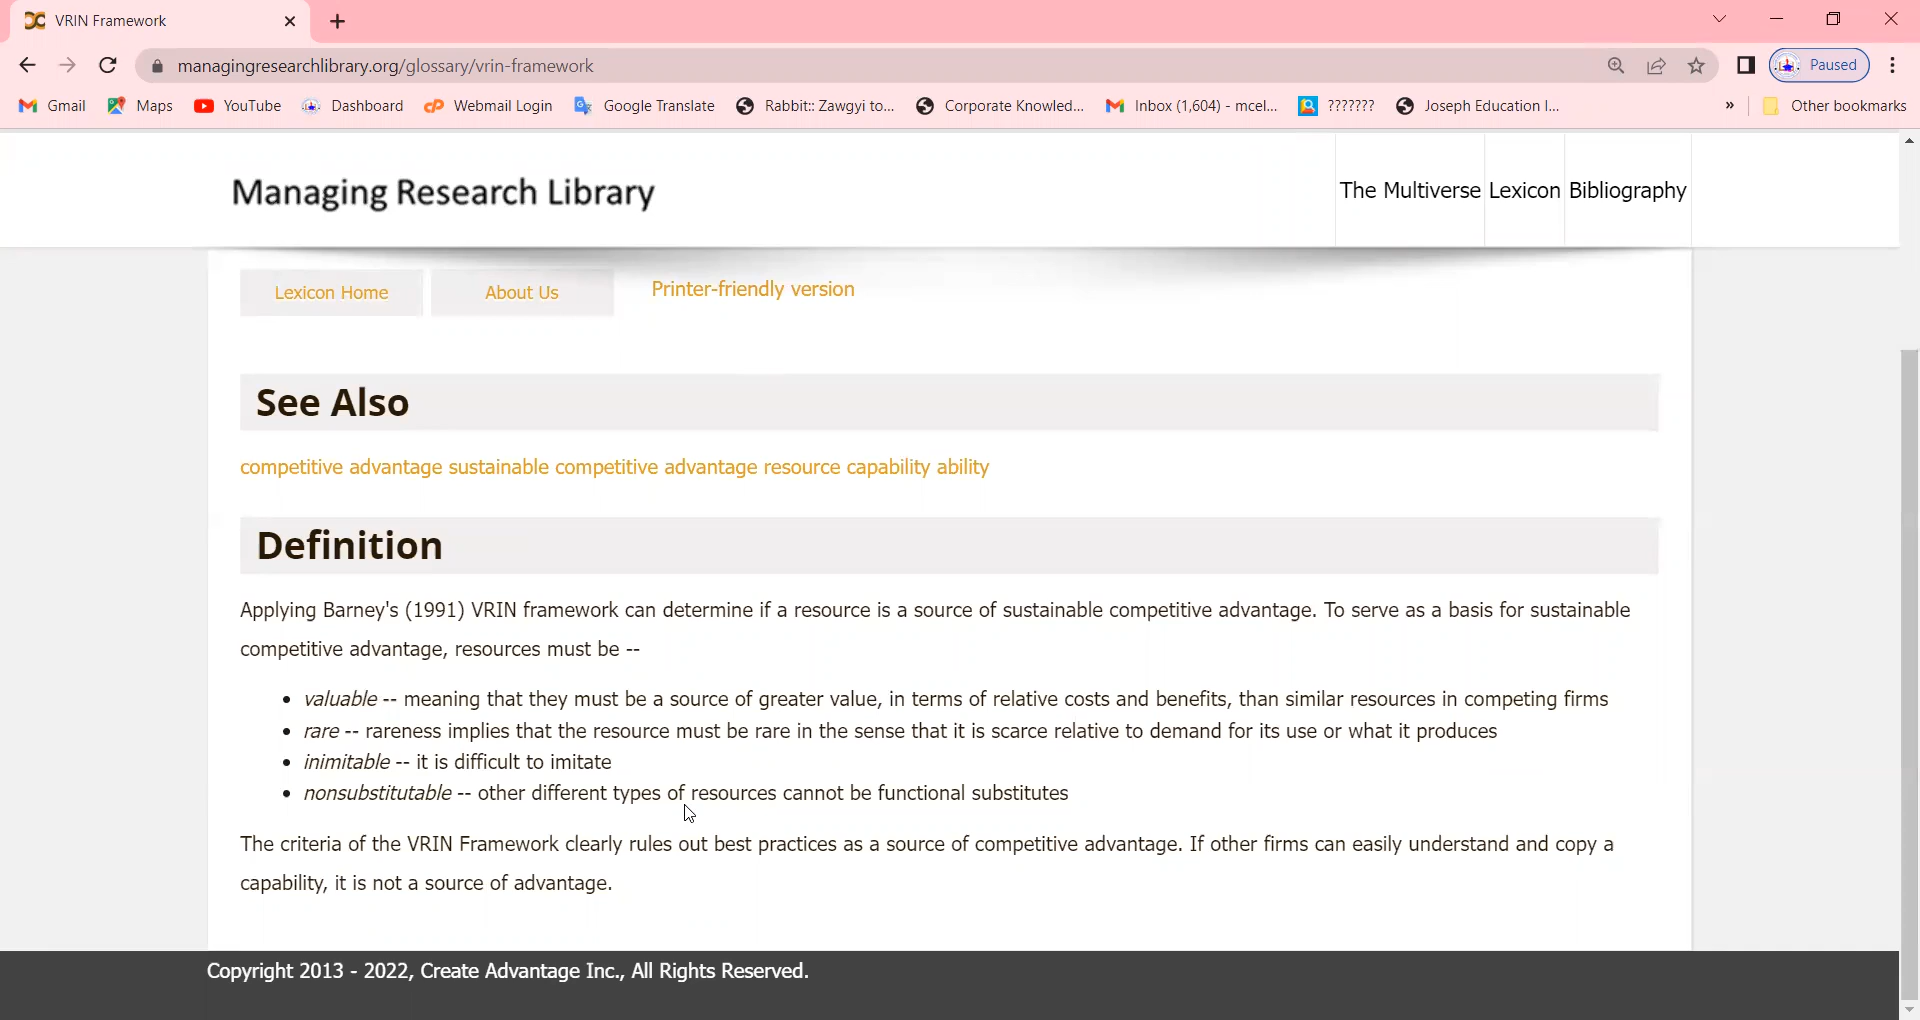 VRIN Framework
managingresearchlibrary.org/glossary/vrin-framework
Paused
Gmail Maps YouTube Dashboard Webmail Login Google Translate Rabbit:: Zawgyi to... Corporate Knowled... Inbox (1,604) - mcel... ??????? Joseph Education I... » Other bookmarks
Managing Research Library
The Multiverse Lexicon Bibliography
Lexicon Home About Us Printer-friendly version
See Also
competitive advantage sustainable competitive advantage resource capability ability
Definition
Applying Barney's (1991) VRIN framework can determine if a resource is a source of sustainable competitive advantage. To serve as a basis for sustainable
competitive advantage, resources must be --
• valuable -- meaning that they must be a source of greater value, in terms of relative costs and benefits, than similar resources in competing firms
• rare -- rareness implies that the resource must be rare in the sense that it is scarce relative to demand for its use or what it produces
• inimitable -- it is difficult to imitate
• nonsubstitutable -- other different types of resources cannot be functional substitutes
The criteria of the VRIN Framework clearly rules out best practices as a source of competitive advantage. If other firms can easily understand and copy a
capability, it is not a source of advantage.
Copyright 2013 - 2022, Create Advantage Inc., All Rights Reserved.